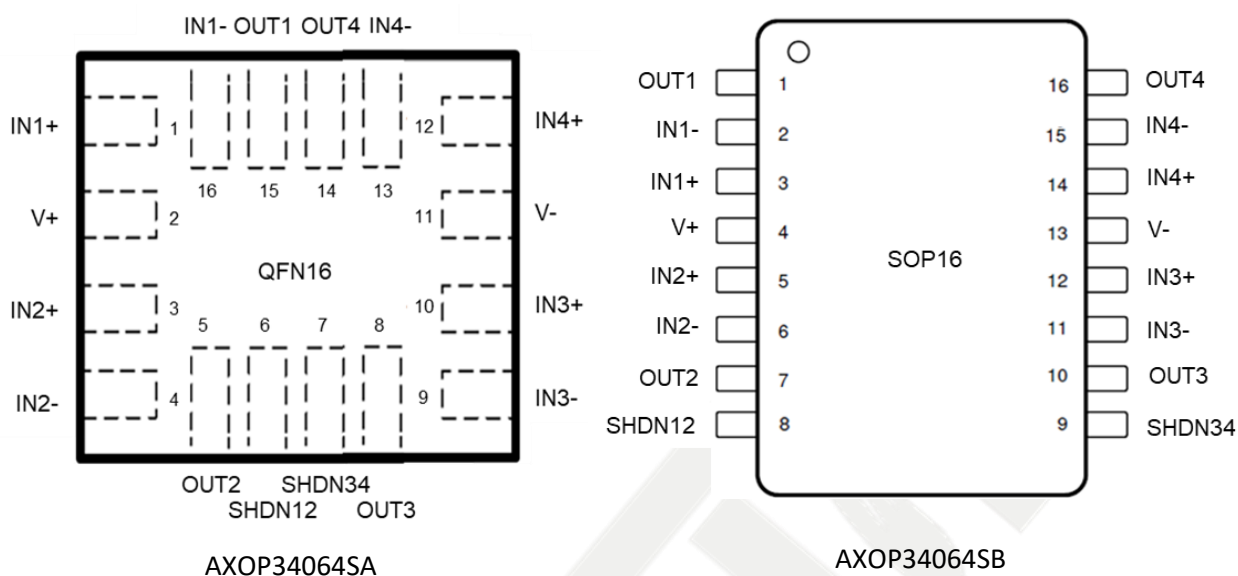 IN1- OUT1 OUT4 IN4-
IN1+ 1 12 IN4+
16 15 14 13
V+ 2 11 V-
QFN16
IN2+ 3 10 IN3+
5 6 7 8
IN2- 4 9 IN3-
OUT2 SHDN34
SHDN12 OUT3
AXOP34064SA
OUT1 1 16 OUT4
IN1- 2 15 IN4-
IN1+ 3 14 IN4+
V+ 4 13 V-
SOP16
IN2+ 5 12 IN3+
IN2- 6 11 IN3-
OUT2 7 10 OUT3
SHDN12 8 9 SHDN34
AXOP34064SB